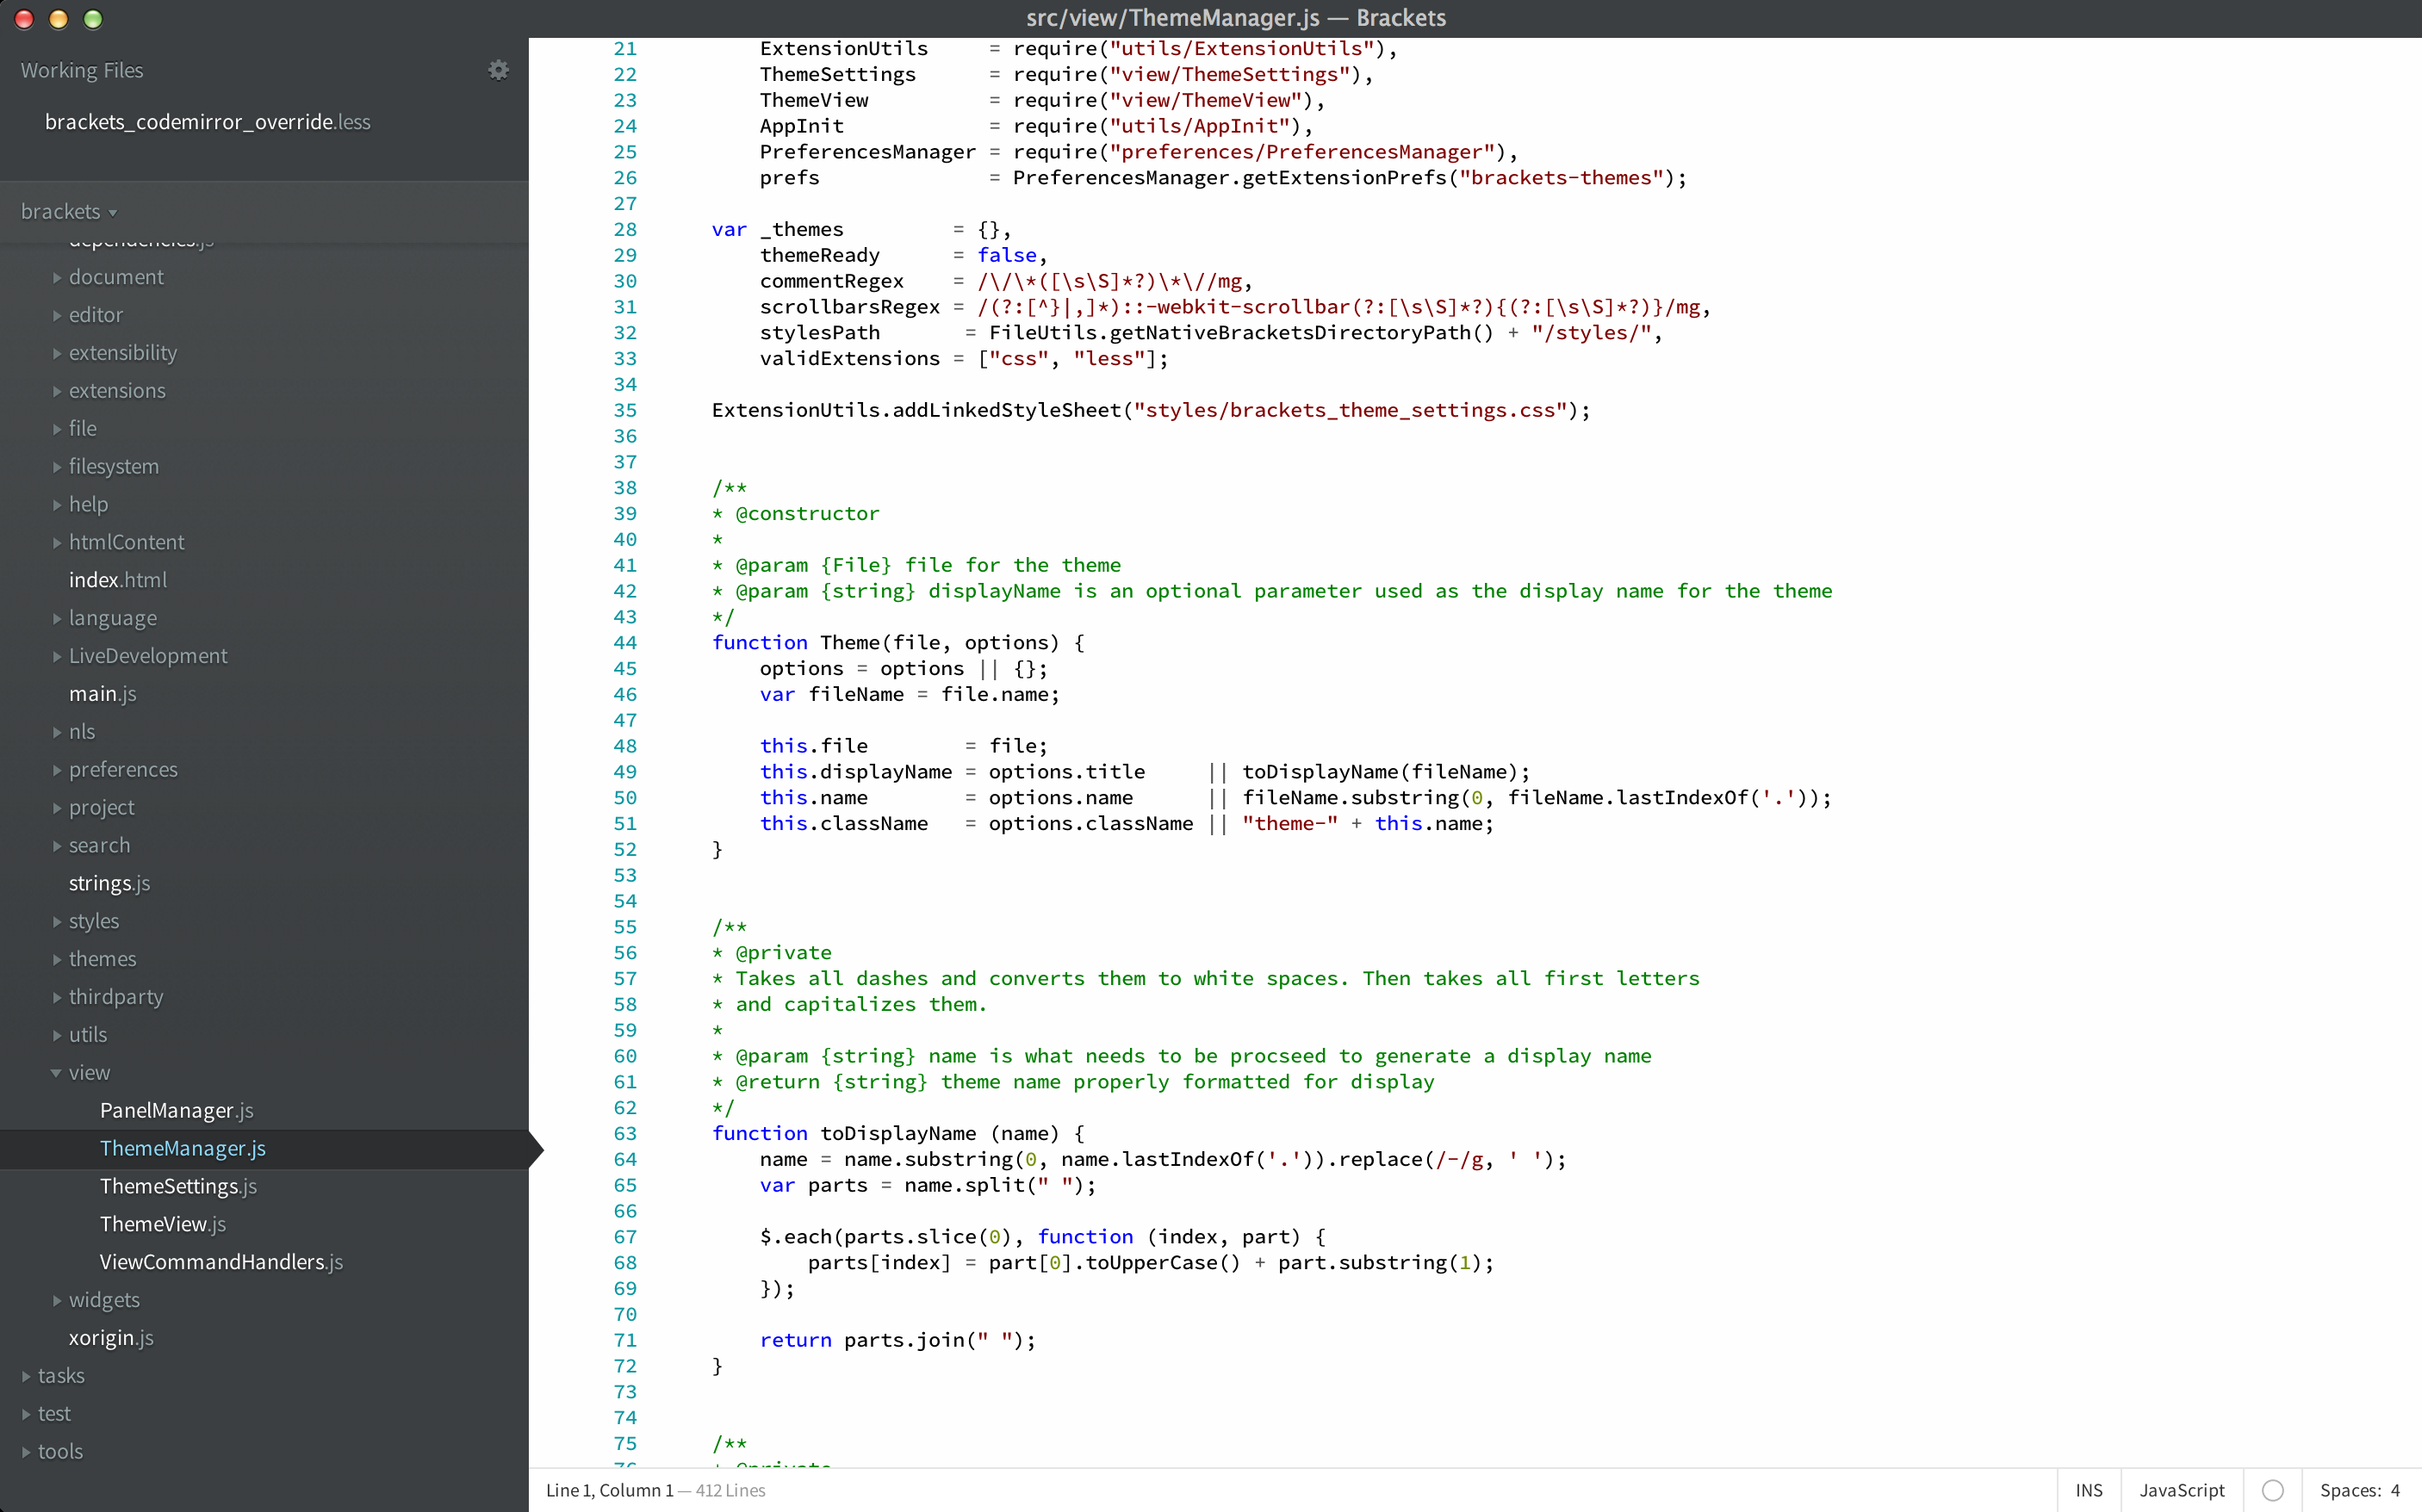 src/view/ThemeManager.js — Brackets
Working Files
brackets_codemirror_override.less
brackets
dependencies.js
document
editor
extensibility
extensions
file
filesystem
help
htmlContent
index.html
language
LiveDevelopment
main.js
nls
preferences
project
search
strings.js
styles
themes
thirdparty
utils
view
PanelManager.js
ThemeManager.js
ThemeSettings.js
ThemeView.js
ViewCommandHandlers.js
widgets
xorigin.js
tasks
test
tools
21 ExtensionUtils     = require("utils/ExtensionUtils"),
22 ThemeSettings      = require("view/ThemeSettings"),
23 ThemeView          = require("view/ThemeView"),
24 AppInit            = require("utils/AppInit"),
25 PreferencesManager = require("preferences/PreferencesManager"),
26 prefs              = PreferencesManager.getExtensionPrefs("brackets-themes");
27
28 var _themes         = {},
29 themeReady      = false,
30 commentRegex    = /\/\*([\s\S]*?)\*\//mg,
31 scrollbarsRegex = /(?:[^}|,]*)::-webkit-scrollbar(?:[\s\S]*?){(?:[\s\S]*?)}/mg,
32 stylesPath       = FileUtils.getNativeBracketsDirectoryPath() + "/styles/",
33 validExtensions = ["css", "less"];
34
35 ExtensionUtils.addLinkedStyleSheet("styles/brackets_theme_settings.css");
36
37
38 /**
39 * @constructor
40 *
41 * @param {File} file for the theme
42 * @param {string} displayName is an optional parameter used as the display name for the theme
43 */
44 function Theme(file, options) {
45 options = options || {};
46 var fileName = file.name;
47
48 this.file        = file;
49 this.displayName = options.title     || toDisplayName(fileName);
50 this.name        = options.name      || fileName.substring(0, fileName.lastIndexOf('.'));
51 this.className   = options.className || "theme-" + this.name;
52 }
53
54
55 /**
56 * @private
57 * Takes all dashes and converts them to white spaces. Then takes all first letters
58 * and capitalizes them.
59 *
60 * @param {string} name is what needs to be procseed to generate a display name
61 * @return {string} theme name properly formatted for display
62 */
63 function toDisplayName (name) {
64 name = name.substring(0, name.lastIndexOf('.')).replace(/-/g, ' ');
65 var parts = name.split(" ");
66
67 $.each(parts.slice(0), function (index, part) {
68 parts[index] = part[0].toUpperCase() + part.substring(1);
69 });
70
71 return parts.join(" ");
72 }
73
74
75 /**
76 * @private
Line 1, Column 1 — 412 Lines
INS
JavaScript
Spaces: 4